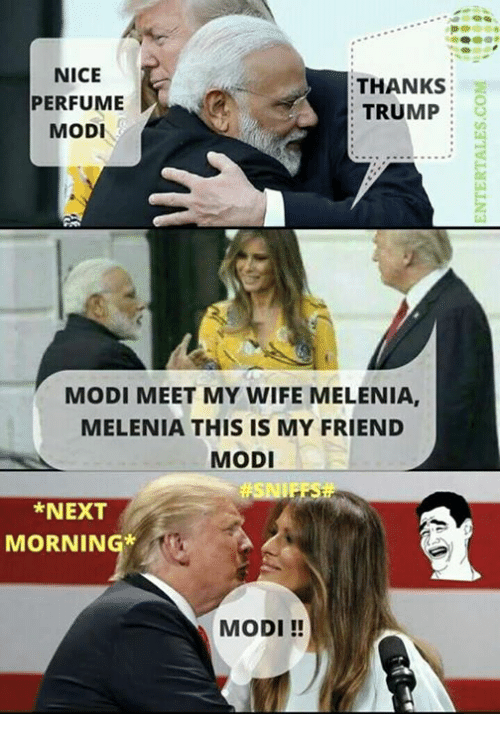 NICE
PERFUME
MODI
THANKS
TRUMP
ENTERTALES.COM
MODI MEET MY WIFE MELENIA,
MELENIA THIS IS MY FRIEND
MODI
#SNIFFS#
*NEXT
MORNING*
MODI !!